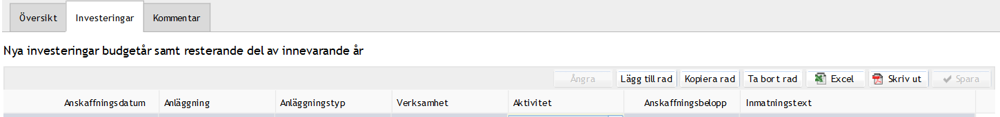 Översikt Investeringar Kommentar
Nya investeringar budgetår samt resterande del av innevarande år
Ångra Lägg till rad Kopiera rad Ta bort rad Excel Skriv ut Spara
Anskaffningsdatum Anläggning Anläggningstyp Verksamhet Aktivitet Anskaffningsbelopp Inmatningstext